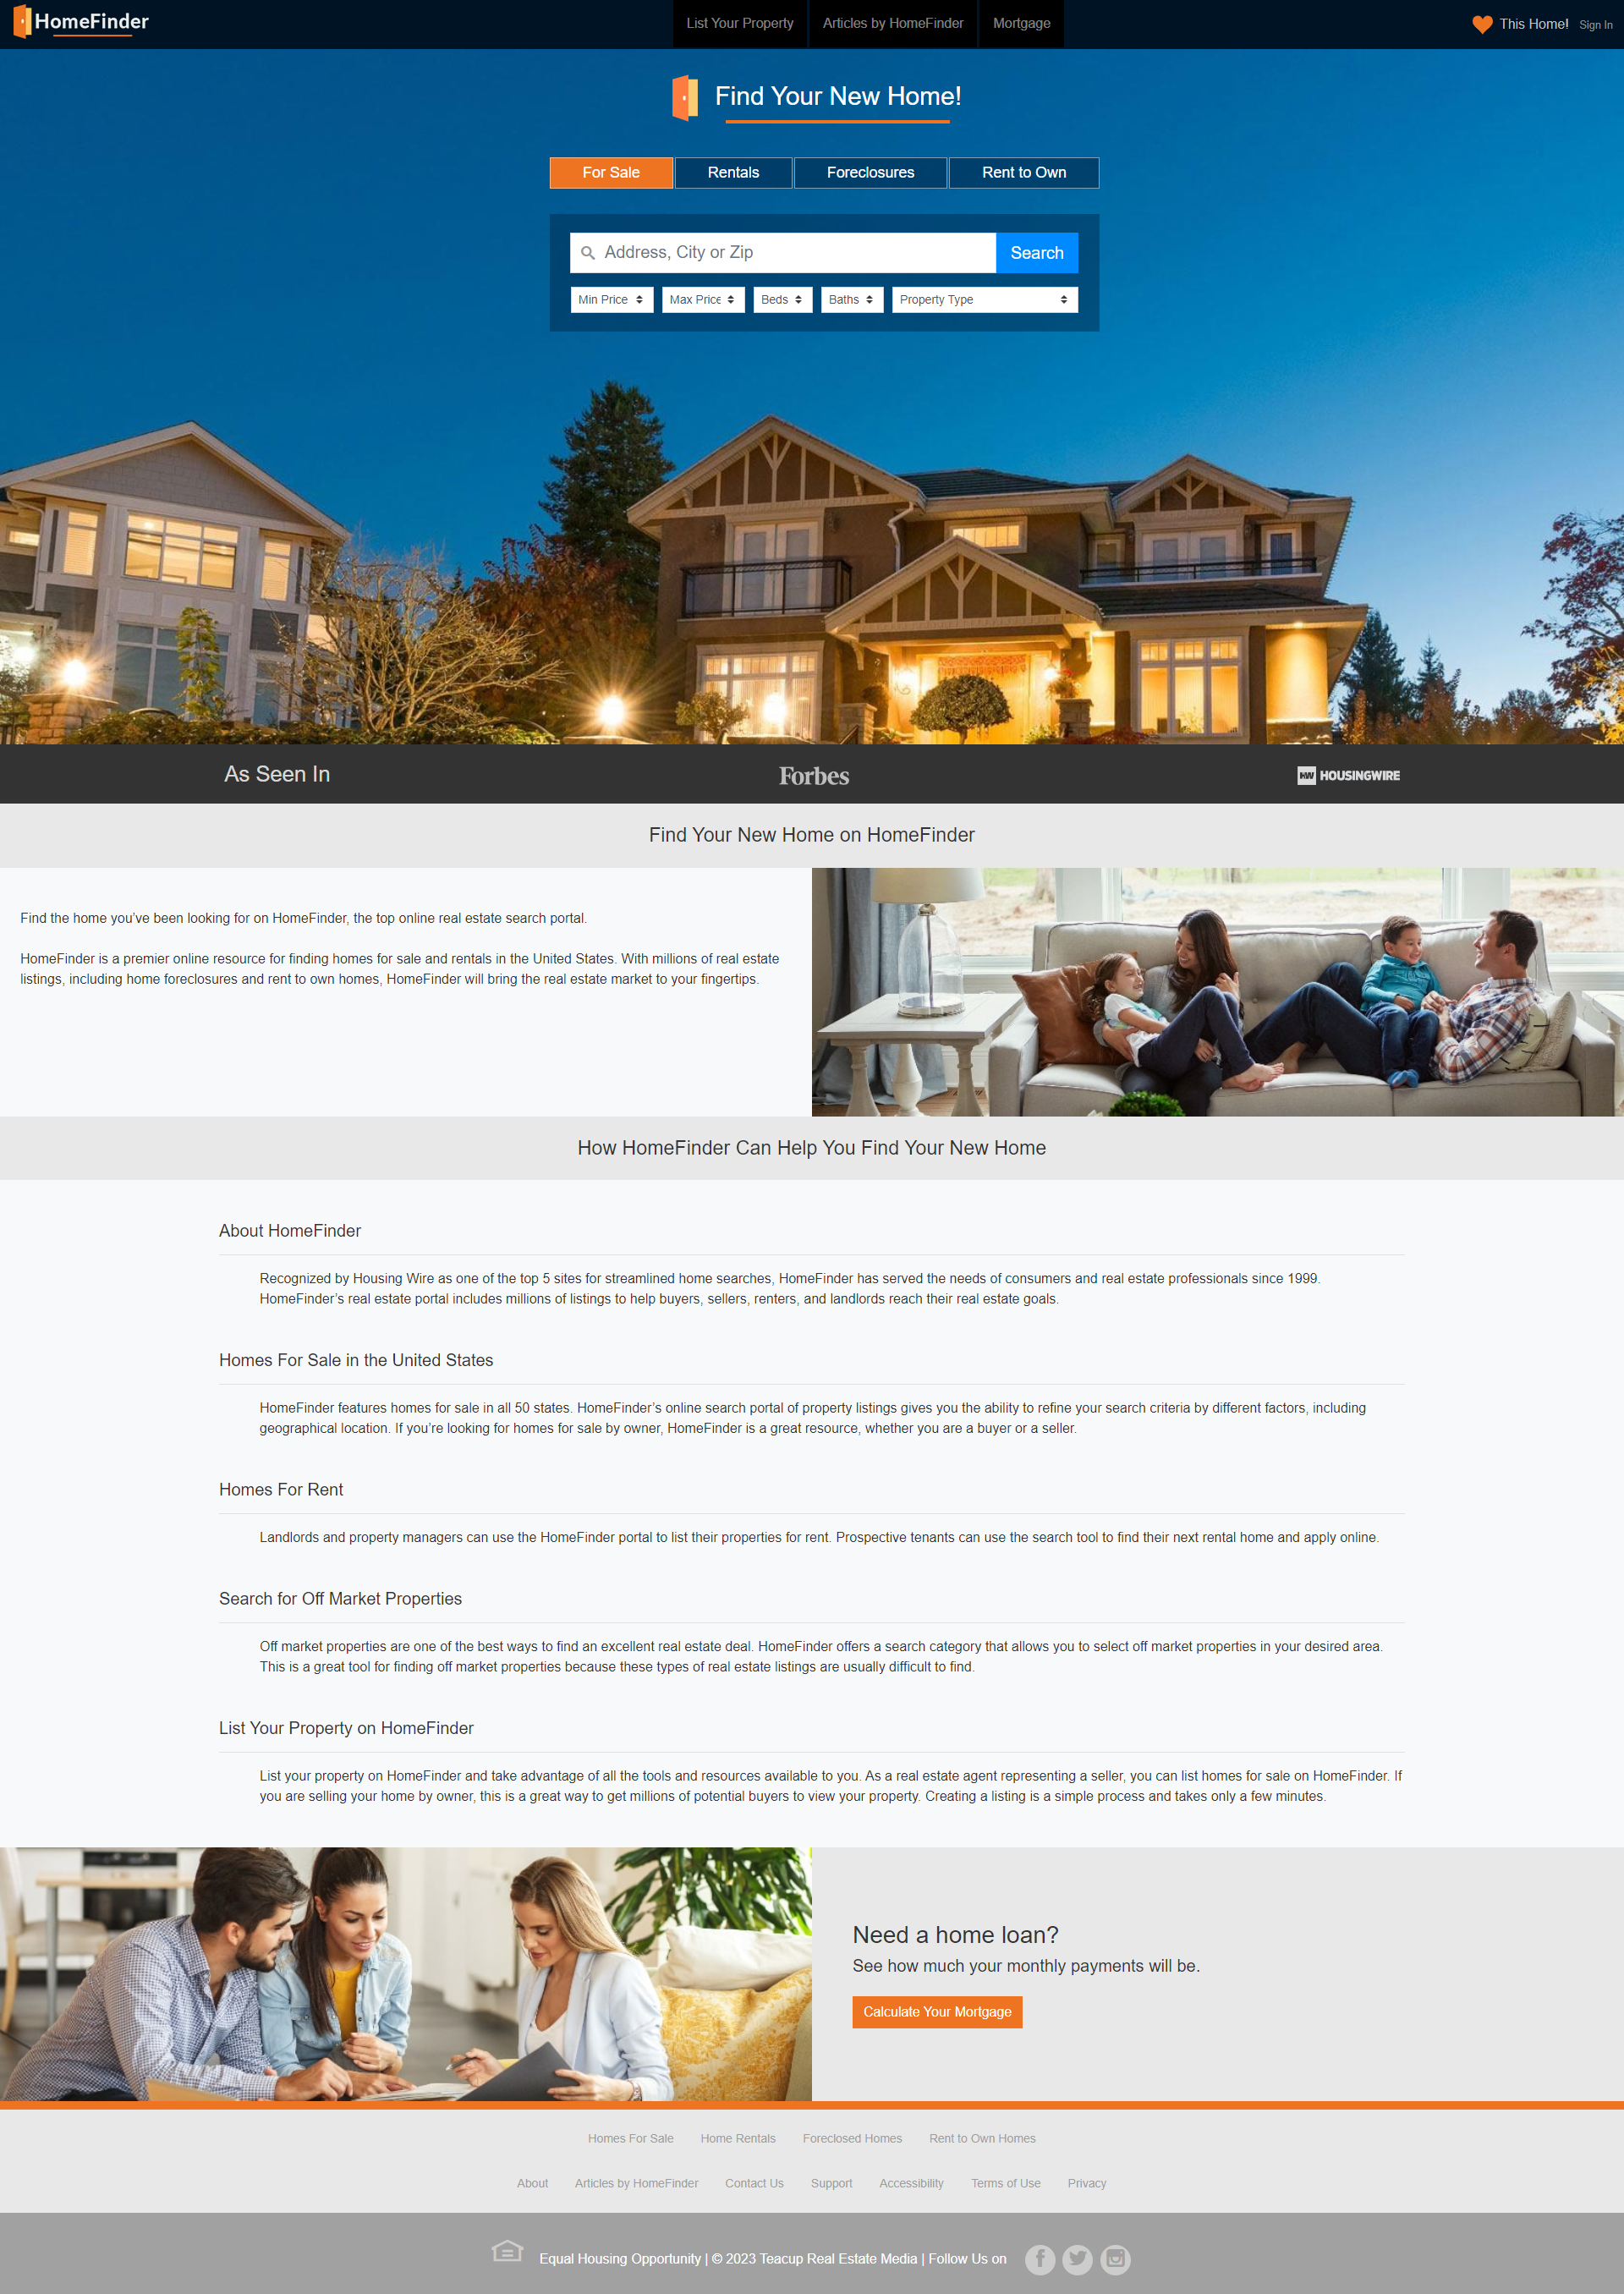 HomeFinder
List Your Property
Articles by HomeFinder
Mortgage
This Home!
Sign In
Find Your New Home!
For Sale
Rentals
Foreclosures
Rent to Own
Address, City or Zip
Search
Min Price
Max Price
Beds
Baths
Property Type
As Seen In
Forbes
HW HOUSINGWIRE
Find Your New Home on HomeFinder
Find the home you've been looking for on HomeFinder, the top online real estate search portal.
HomeFinder is a premier online resource for finding homes for sale and rentals in the United States. With millions of real estate
listings, including home foreclosures and rent to own homes, HomeFinder will bring the real estate market to your fingertips.
How HomeFinder Can Help You Find Your New Home
About HomeFinder
Recognized by Housing Wire as one of the top 5 sites for streamlined home searches, HomeFinder has served the needs of consumers and real estate professionals since 1999.
HomeFinder's real estate portal includes millions of listings to help buyers, sellers, renters, and landlords reach their real estate goals.
Homes For Sale in the United States
HomeFinder features homes for sale in all 50 states. HomeFinder's online search portal of property listings gives you the ability to refine your search criteria by different factors, including
geographical location. If you're looking for homes for sale by owner, HomeFinder is a great resource, whether you are a buyer or a seller.
Homes For Rent
Landlords and property managers can use the HomeFinder portal to list their properties for rent. Prospective tenants can use the search tool to find their next rental home and apply online.
Search for Off Market Properties
Off market properties are one of the best ways to find an excellent real estate deal. HomeFinder offers a search category that allows you to select off market properties in your desired area.
This is a great tool for finding off market properties because these types of real estate listings are usually difficult to find.
List Your Property on HomeFinder
List your property on HomeFinder and take advantage of all the tools and resources available to you. As a real estate agent representing a seller, you can list homes for sale on HomeFinder. If
you are selling your home by owner, this is a great way to get millions of potential buyers to view your property. Creating a listing is a simple process and takes only a few minutes.
Need a home loan?
See how much your monthly payments will be.
Calculate Your Mortgage
Homes For Sale
Home Rentals
Foreclosed Homes
Rent to Own Homes
About
Articles by HomeFinder
Contact Us
Support
Accessibility
Terms of Use
Privacy
Equal Housing Opportunity | © 2023 Teacup Real Estate Media | Follow Us on